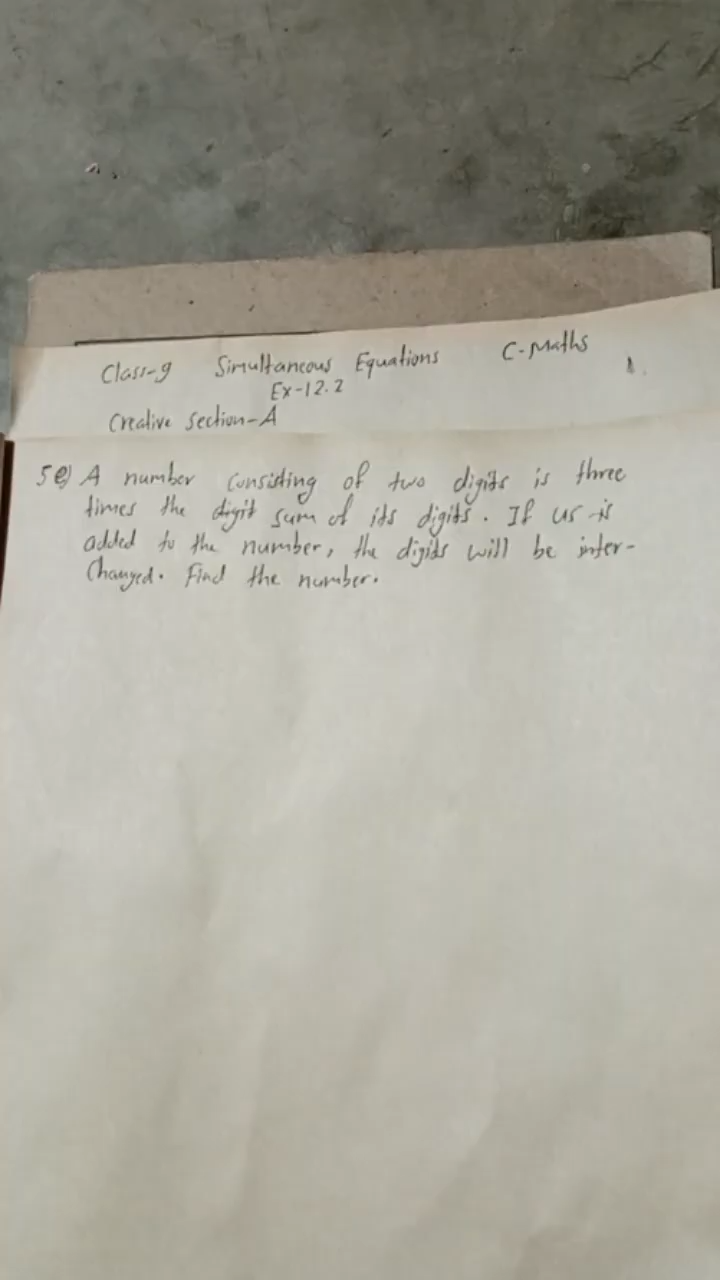 Class-9 Simultaneous Equations C-Maths
Ex-12.2
Creative Section-A
5e) A number consisting of two digits is three
times the digit sum of its digits. If 45 is
added to the number, the digits will be inter-
changed. Find the number.